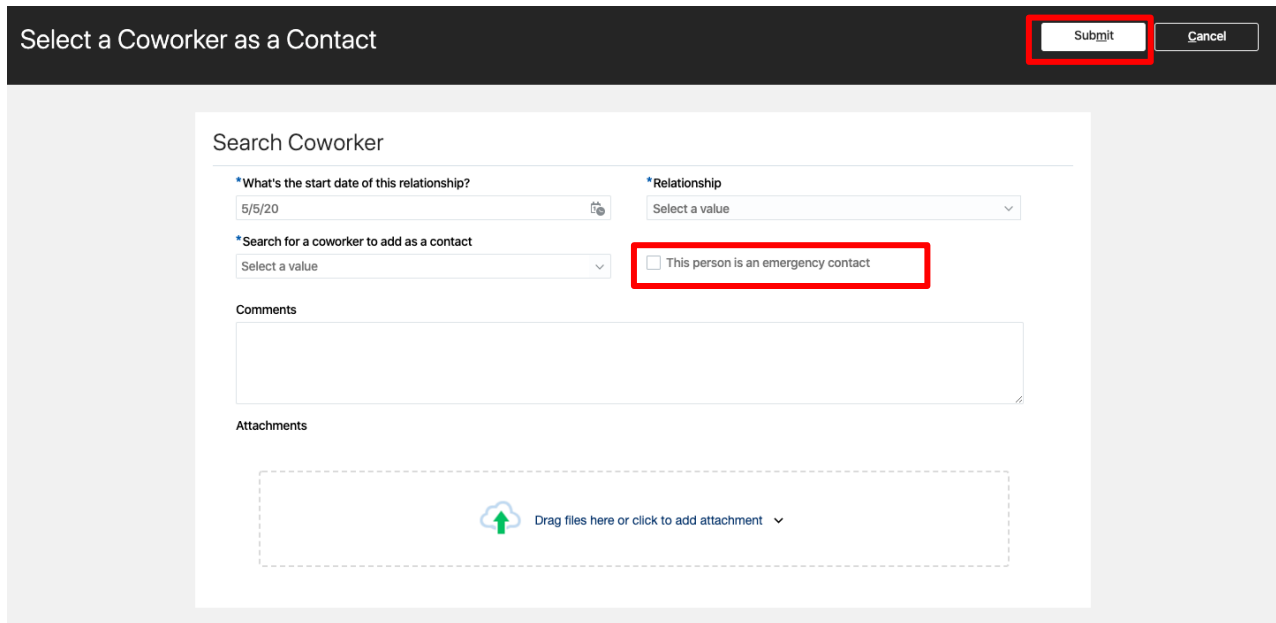 Select a Coworker as a Contact
Submit
Cancel
Search Coworker
*What's the start date of this relationship?
*Relationship
5/5/20
Select a value
*Search for a coworker to add as a contact
Select a value
This person is an emergency contact
Comments
Attachments
Drag files here or click to add attachment